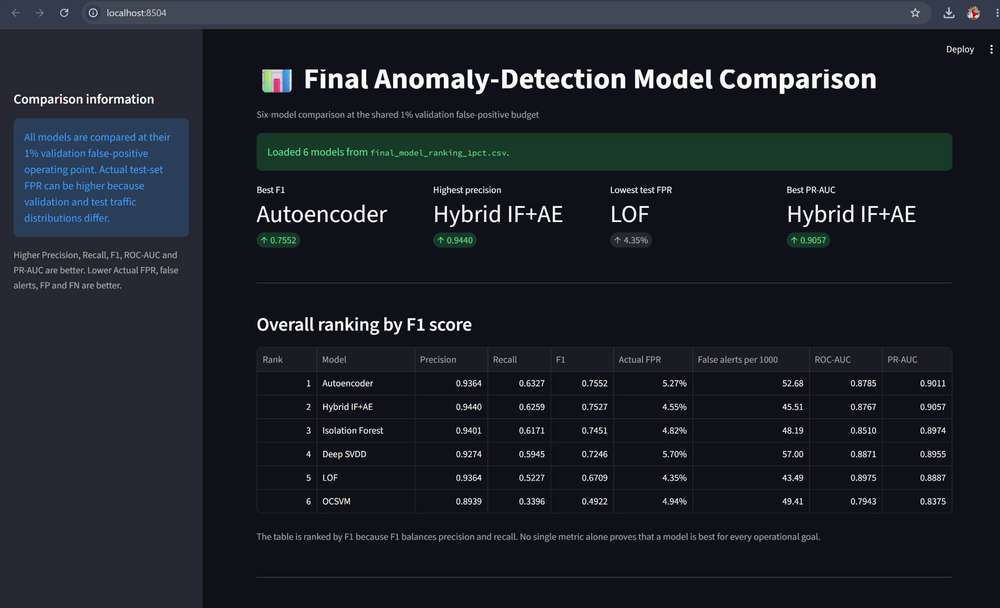 localhost:8504
Deploy
Comparison information
All models are compared at their
1% validation false-positive
operating point. Actual test-set
FPR can be higher because
validation and test traffic
distributions differ.
Higher Precision, Recall, F1, ROC-AUC and
PR-AUC are better. Lower Actual FPR, false
alerts, FP and FN are better.
Final Anomaly-Detection Model Comparison
Six-model comparison at the shared 1% validation false-positive budget
Loaded 6 models from final_model_ranking_1pct.csv.
Best F1
Autoencoder
↑ 0.7552
Highest precision
Hybrid IF+AE
↑ 0.9440
Lowest test FPR
LOF
↑ 4.35%
Best PR-AUC
Hybrid IF+AE
↑ 0.9057
Overall ranking by F1 score
Rank Model Precision Recall F1 Actual FPR False alerts per 1000 ROC-AUC PR-AUC
1 Autoencoder 0.9364 0.6327 0.7552 5.27% 52.68 0.8785 0.9011
2 Hybrid IF+AE 0.9440 0.6259 0.7527 4.55% 45.51 0.8767 0.9057
3 Isolation Forest 0.9401 0.6171 0.7451 4.82% 48.19 0.8510 0.8974
4 Deep SVDD 0.9274 0.5945 0.7246 5.70% 57.00 0.8871 0.8955
5 LOF 0.9364 0.5227 0.6709 4.35% 43.49 0.8975 0.8887
6 OCSVM 0.8939 0.3396 0.4922 4.94% 49.41 0.7943 0.8375
The table is ranked by F1 because F1 balances precision and recall. No single metric alone proves that a model is best for every operational goal.